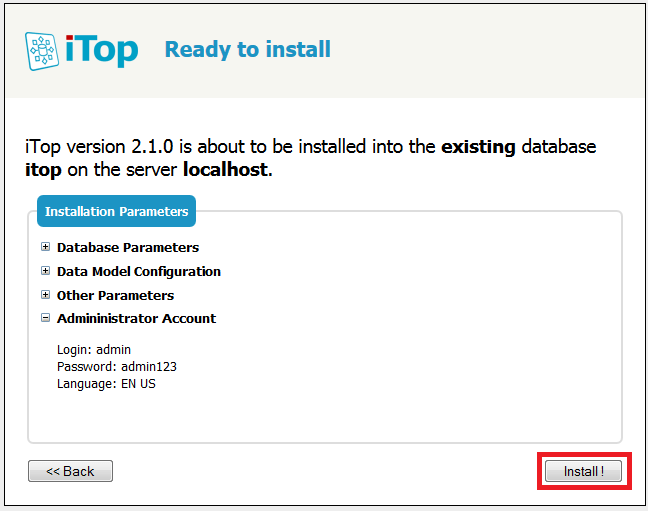 iTop Ready to install
iTop version 2.1.0 is about to be installed into the existing database
itop on the server localhost.
Installation Parameters
Database Parameters
Data Model Configuration
Other Parameters
Admininistrator Account
Login: admin
Password: admin123
Language: EN US
<< Back Install !